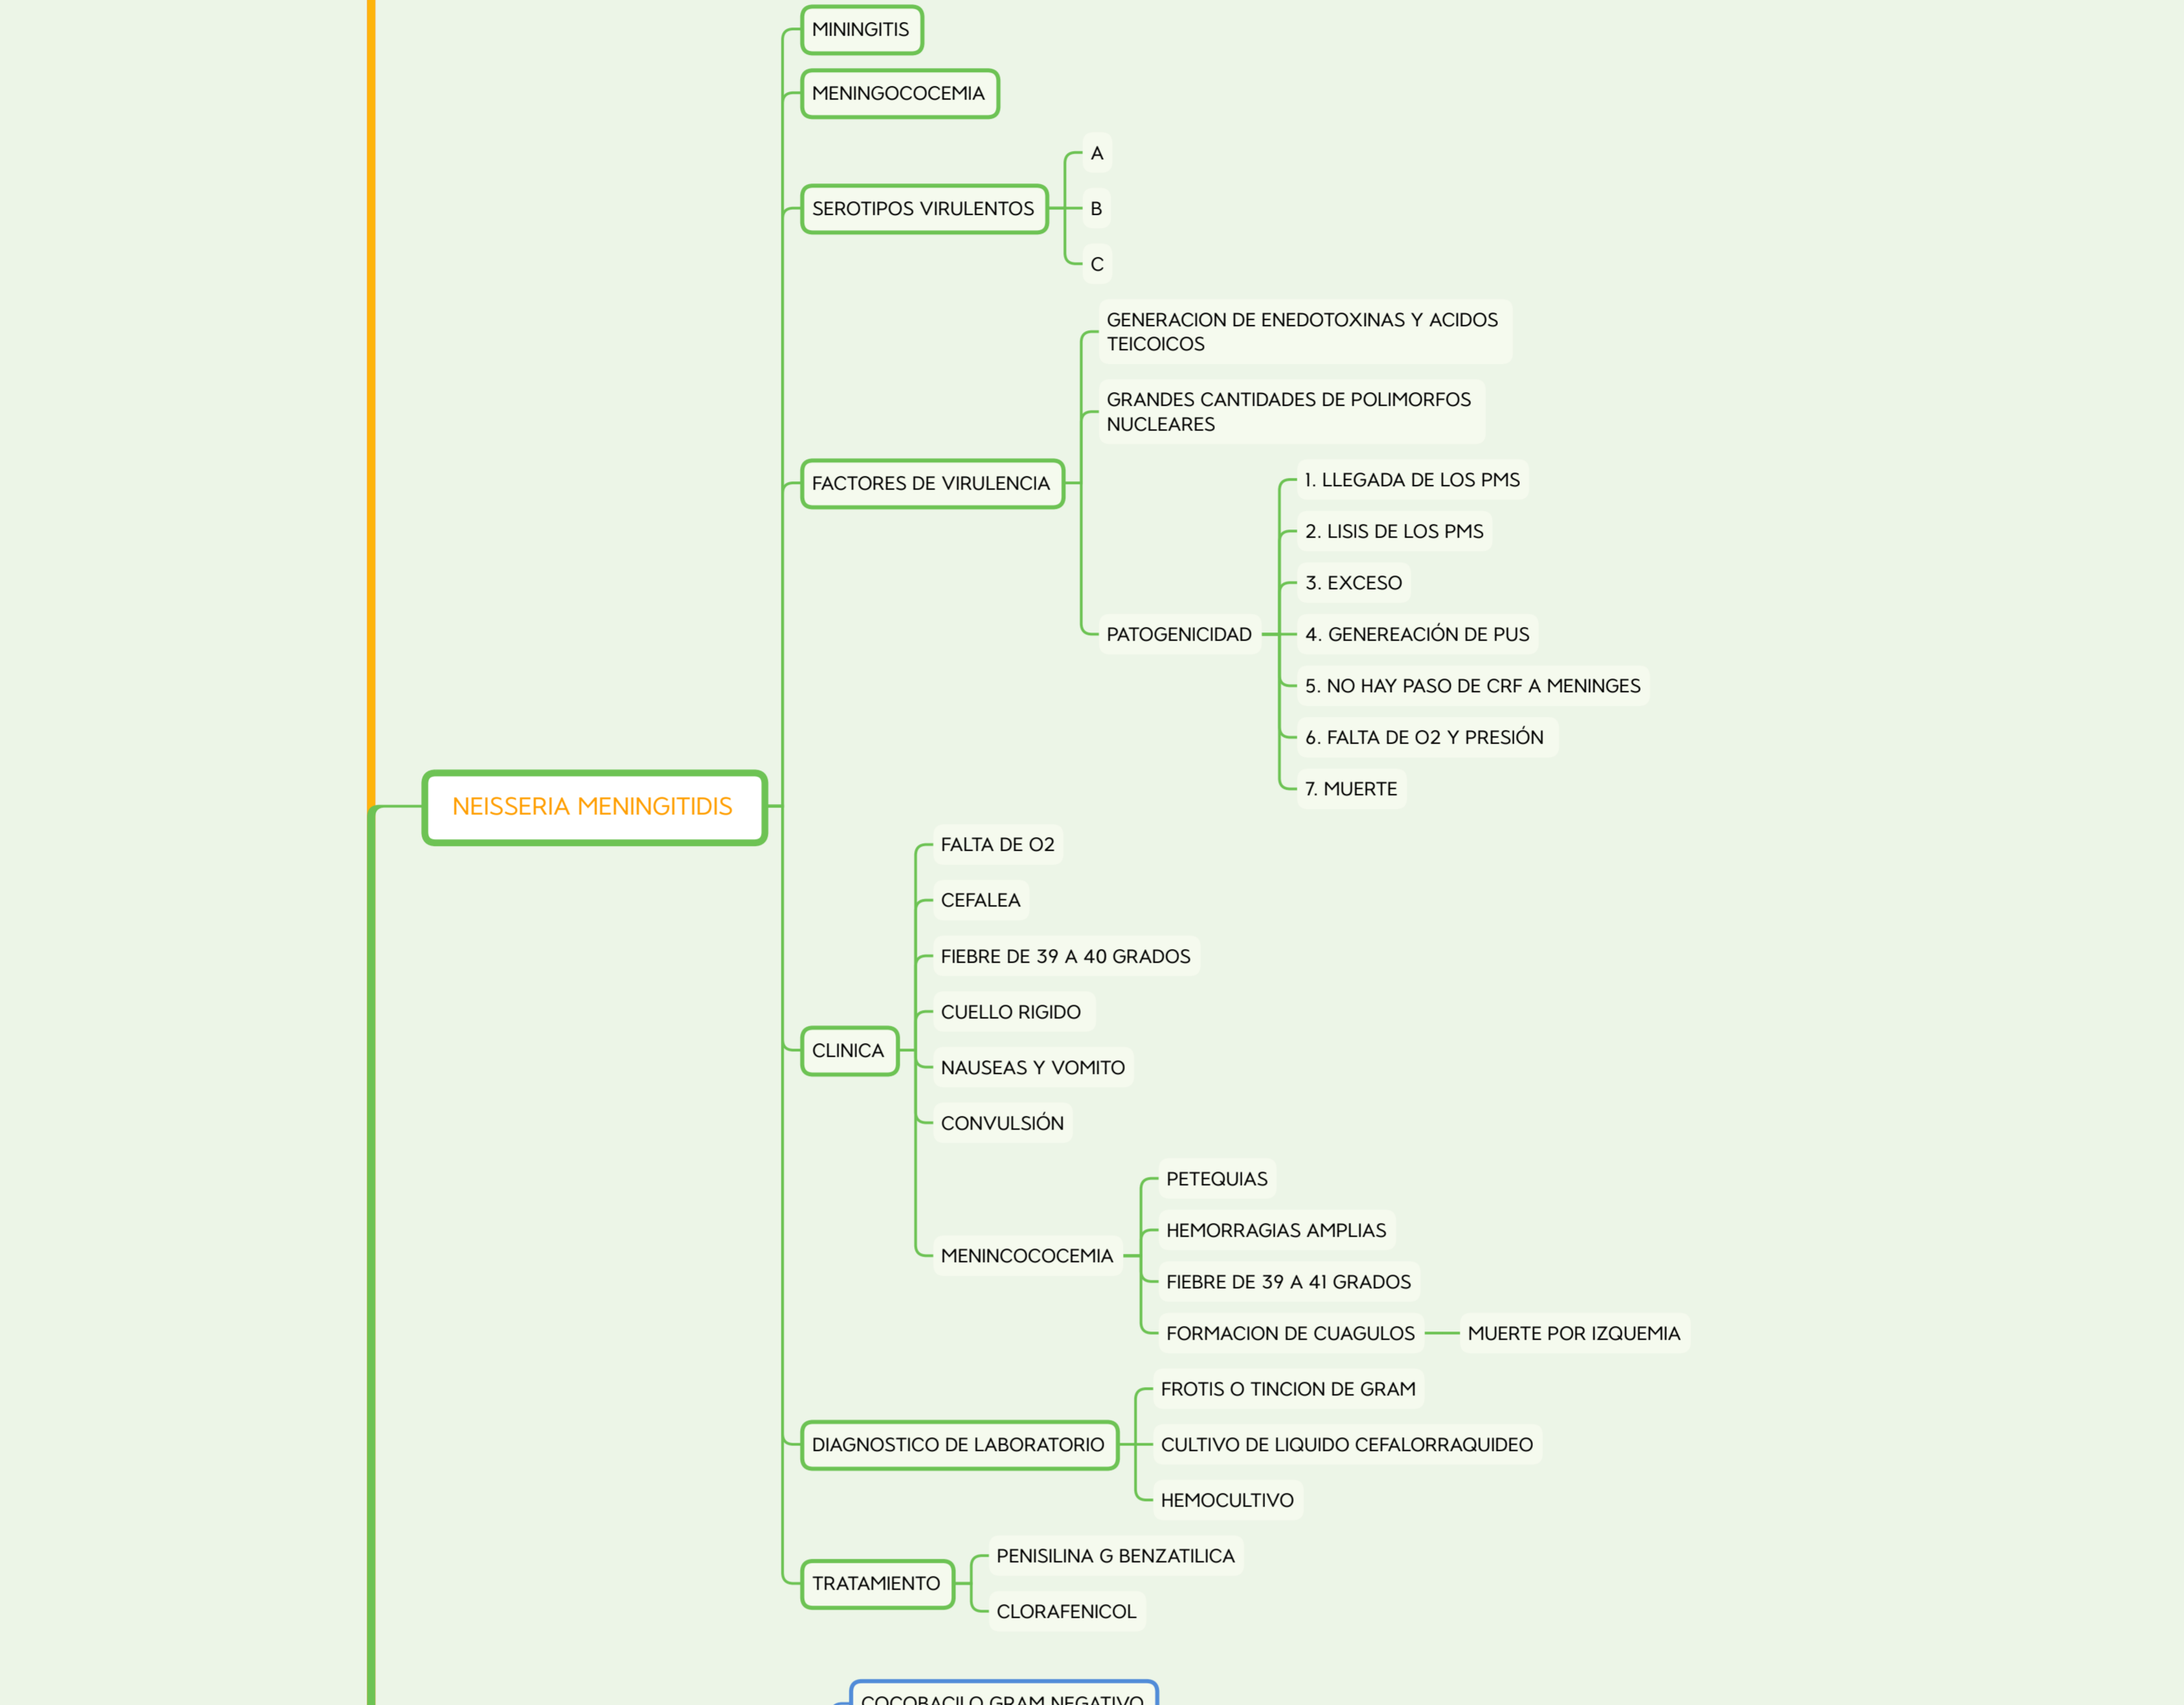 MININGITIS
MENINGOCOCEMIA
A
SEROTIPOS VIRULENTOS
B
C
GENERACION DE ENEDOTOXINAS Y ACIDOS
TEICOICOS
GRANDES CANTIDADES DE POLIMORFOS
NUCLEARES
FACTORES DE VIRULENCIA
1. LLEGADA DE LOS PMS
2. LISIS DE LOS PMS
3. EXCESO
PATOGENICIDAD
4. GENEREACIÓN DE PUS
5. NO HAY PASO DE CRF A MENINGES
6. FALTA DE O2 Y PRESIÓN
7. MUERTE
NEISSERIA MENINGITIDIS
FALTA DE O2
CEFALEA
FIEBRE DE 39 A 40 GRADOS
CUELLO RIGIDO
CLINICA
NAUSEAS Y VOMITO
CONVULSIÓN
PETEQUIAS
HEMORRAGIAS AMPLIAS
MENINCOCOCEMIA
FIEBRE DE 39 A 41 GRADOS
FORMACION DE CUAGULOS
MUERTE POR IZQUEMIA
FROTIS O TINCION DE GRAM
DIAGNOSTICO DE LABORATORIO
CULTIVO DE LIQUIDO CEFALORRAQUIDEO
HEMOCULTIVO
PENISILINA G BENZATILICA
TRATAMIENTO
CLORAFENICOL
COCOBACILO GRAM NEGATIVO